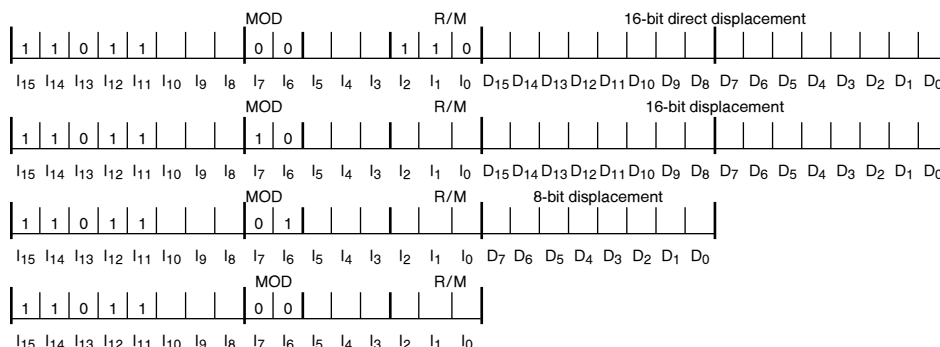 MOD R/M 16-bit direct displacement
1 1 0 1 1 0 0 1 1 0
I15 I14 I13 I12 I11 I10 I9 I8 I7 I6 I5 I4 I3 I2 I1 I0 D15 D14 D13 D12 D11 D10 D9 D8 D7 D6 D5 D4 D3 D2 D1 D0
MOD R/M 16-bit displacement
1 1 0 1 1 1 0
I15 I14 I13 I12 I11 I10 I9 I8 I7 I6 I5 I4 I3 I2 I1 I0 D15 D14 D13 D12 D11 D10 D9 D8 D7 D6 D5 D4 D3 D2 D1 D0
MOD R/M 8-bit displacement
1 1 0 1 1 0 1
I15 I14 I13 I12 I11 I10 I9 I8 I7 I6 I5 I4 I3 I2 I1 I0 D7 D6 D5 D4 D3 D2 D1 D0
MOD R/M
1 1 0 1 1 0 0
I15 I14 I13 I12 I11 I10 I9 I8 I7 I6 I5 I4 I3 I2 I1 I0